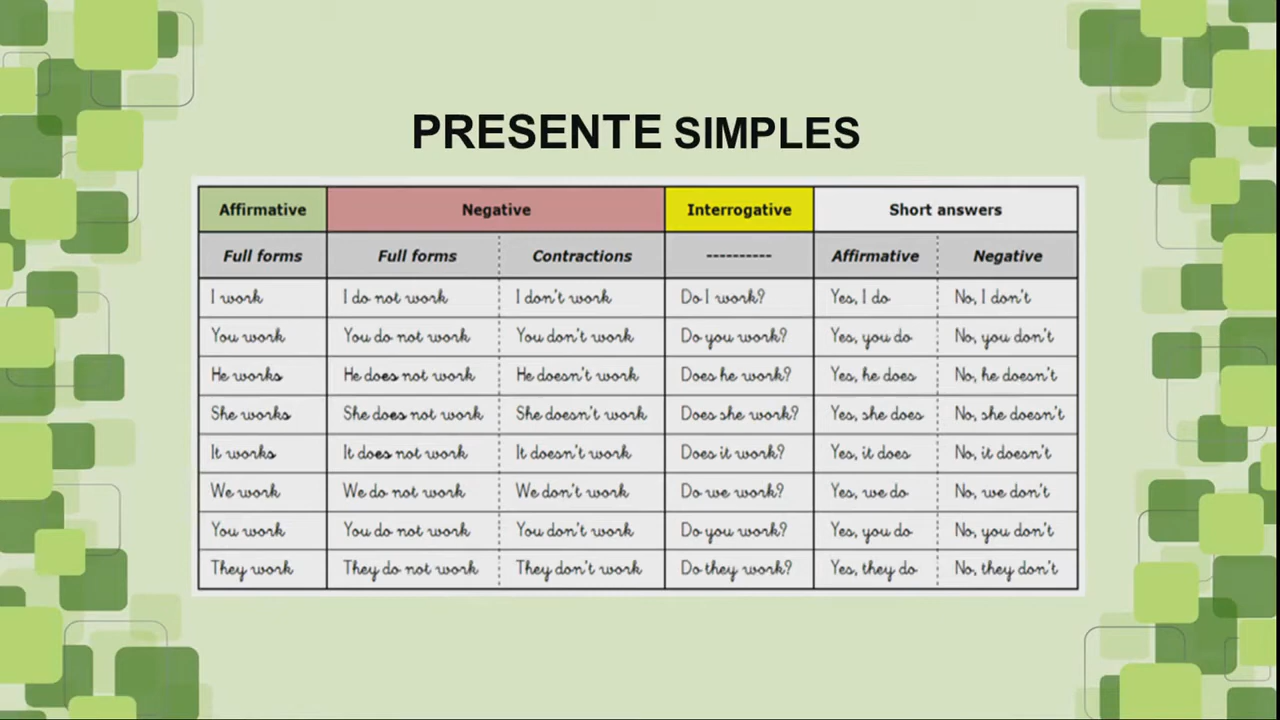 PRESENTE SIMPLES
Affirmative Negative Interrogative Short answers
Full forms Full forms Contractions ---------- Affirmative Negative
I work I do not work I don't work Do I work? Yes, I do No, I don't
You work You do not work You don't work Do you work? Yes, you do No, you don't
He works He does not work He doesn't work Does he work? Yes, he does No, he doesn't
She works She does not work She doesn't work Does she work? Yes, she does No, she doesn't
It works It does not work It doesn't work Does it work? Yes, it does No, it doesn't
We work We do not work We don't work Do we work? Yes, we do No, we don't
You work You do not work You don't work Do you work? Yes, you do No, you don't
They work They do not work They don't work Do they work? Yes, they do No, they don't